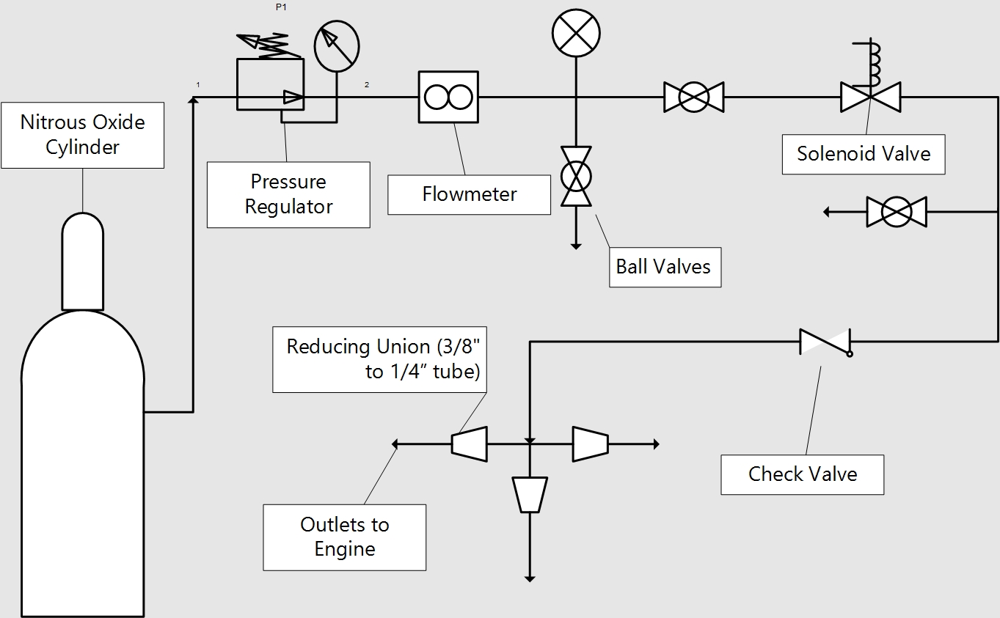 P1
1
2
Nitrous Oxide
Cylinder
Pressure
Regulator
Flowmeter
Solenoid Valve
Ball Valves
Reducing Union (3/8"
to 1/4” tube)
Check Valve
Outlets to
Engine